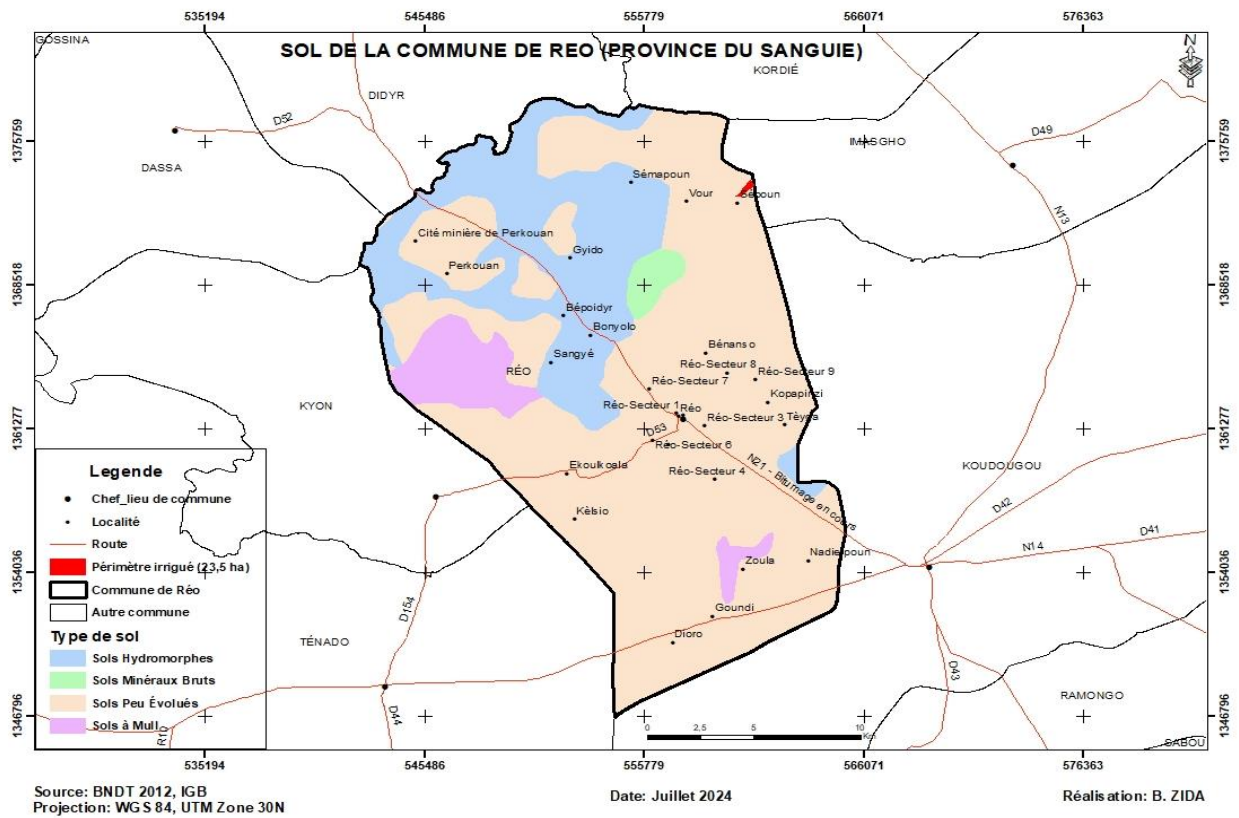 535194 545486 555779 566071 576363
SOL DE LA COMMUNE DE REO (PROVINCE DU SANGUIE)
N
GOSSINA
KORDIÉ
DIDYR
D52
1375759
1375759
IMASGHO
D49
DASSA
Sémapoun
Vour
Sépoun
N13
Cité minière de Perkouan
Gyido
Perkouan
1368518
1368518
Bépoidyr
Bonyolo
Bénanso
Sangyé
RÉO
Réo-Secteur 8
Réo-Secteur 9
Réo-Secteur 7
Kopapinzi
KYON
Réo-Secteur 1
Réo
Réo-Secteur 3
Tèyga
1361277
1361277
D53
Réo-Secteur 6
Ekoulkoala
Réo-Secteur 4
KOUDOUGOU
N21 - Bitumage en cours
Kèlsio
D42
D41
N14
Nadielpoun
Zoula
1354036
1354036
D154
Goundi
Dioro
TÉNADO
D43
RAMONGO
D44
R10
1346796
1346796
SABOU
Legende
Chef_lieu de commune
Localité
Route
Périmètre irrigué (23,5 ha)
Commune de Réo
Autre commune
Type de sol
Sols Hydromorphes
Sols Minéraux Bruts
Sols Peu Évolués
Sols à Mull
0 2,5 5 10
Km
535194 545486 555779 566071 576363
Source: BNDT 2012, IGB
Projection: WGS 84, UTM Zone 30N
Date: Juillet 2024
Réalisation: B. ZIDA